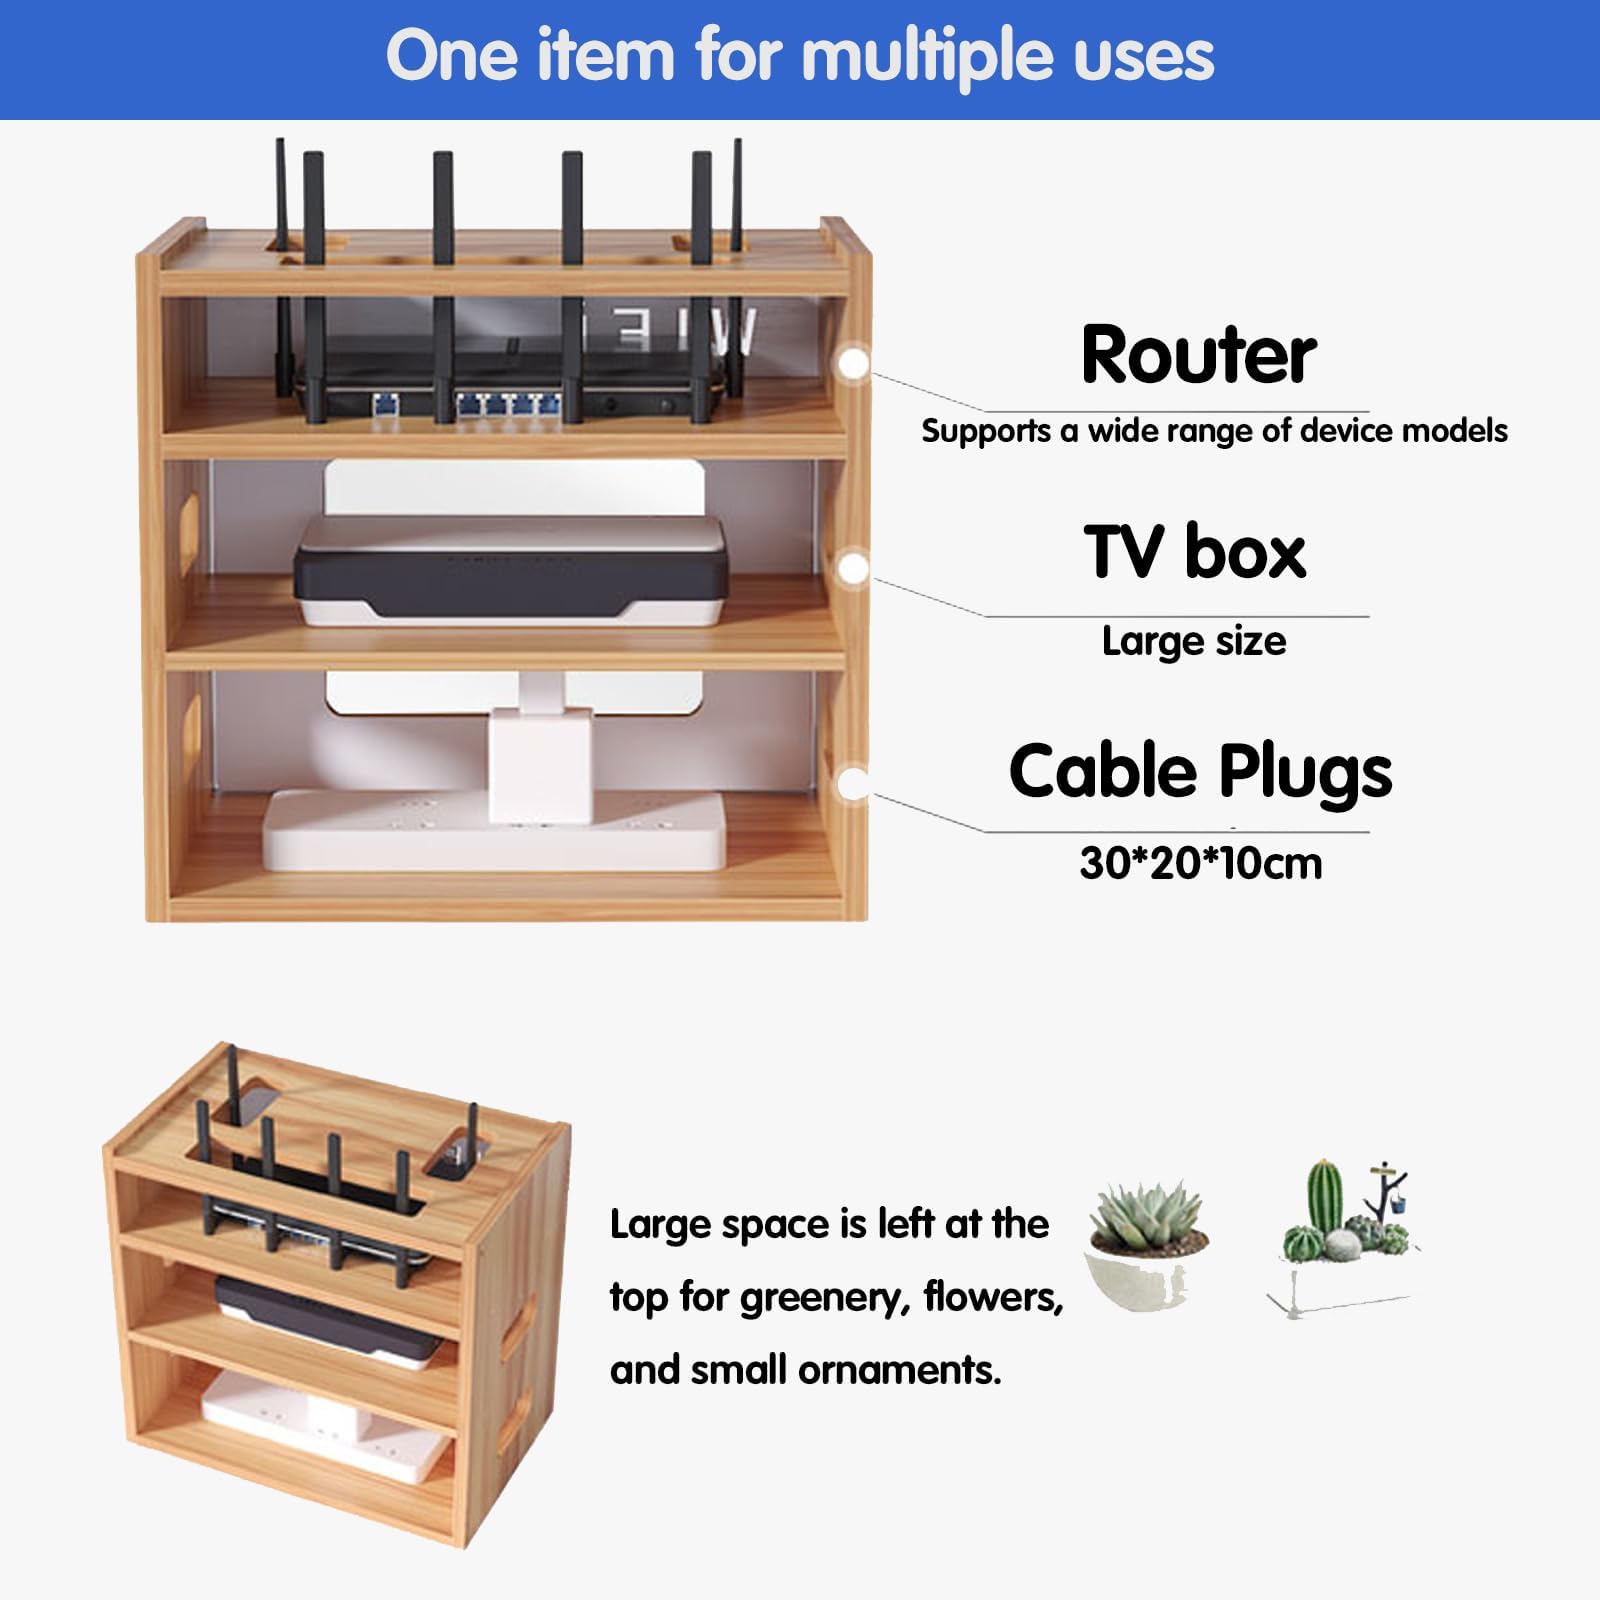 One item for multiple uses
Router
Supports a wide range of device models
TV box
Large size
Cable Plugs
30*20*10cm
Large space is left at the
top for greenery, flowers,
and small ornaments.